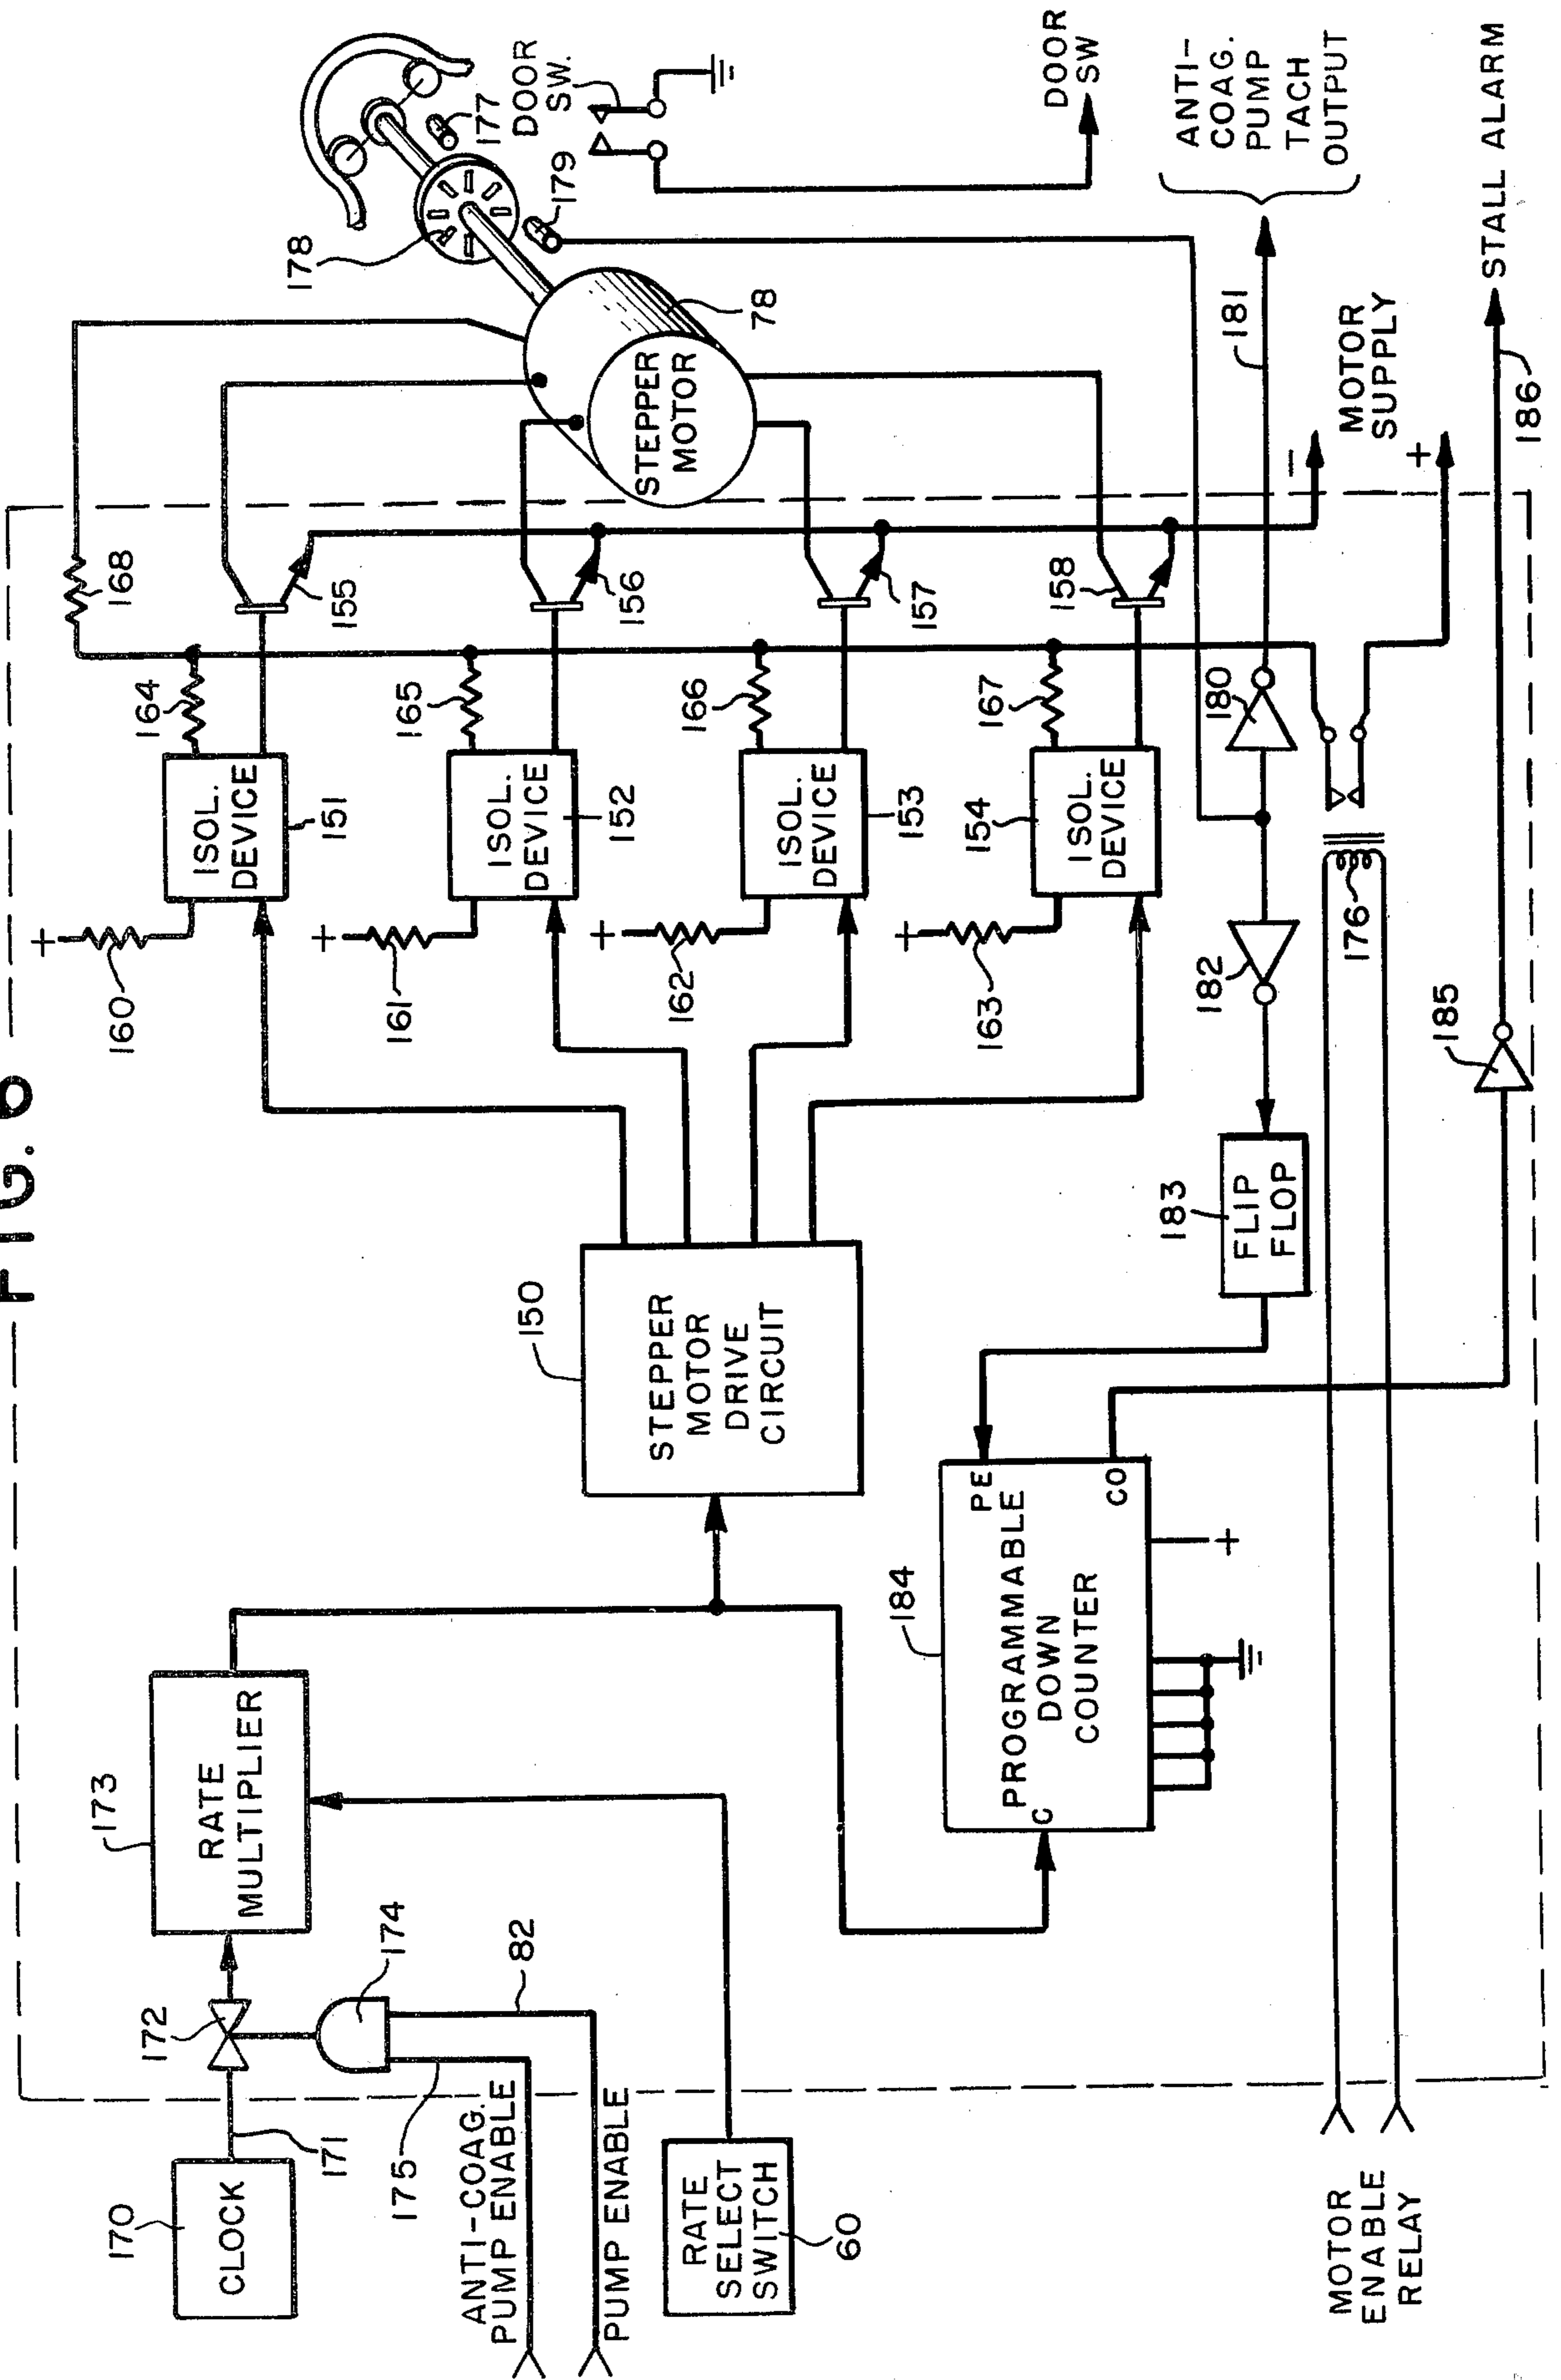 FIG. 6
170
CLOCK
171
172
173
RATE
MULTIPLIER
174
175
82
ANTI-COAG.
PUMP ENABLE
PUMP ENABLE
RATE
SELECT
SWITCH
60
150
STEPPER
MOTOR
DRIVE
CIRCUIT
160
+
161
+
162
+
163
+
ISOL.
DEVICE
151
ISOL.
DEVICE
152
ISOL.
DEVICE
153
154
ISOL.
DEVICE
164
165
166
167
168
155
156
157
158
STEPPER
MOTOR
78
178
177
179
DOOR
SW.
DOOR
SW
ANTI-
COAG.
PUMP
TACH
OUTPUT
180
181
182
183
FLIP
FLOP
184
PE
PROGRAMMABLE
DOWN
COUNTER
C
CO
+
176
185
186
STALL ALARM
-
MOTOR
SUPPLY
+
MOTOR
ENABLE
RELAY